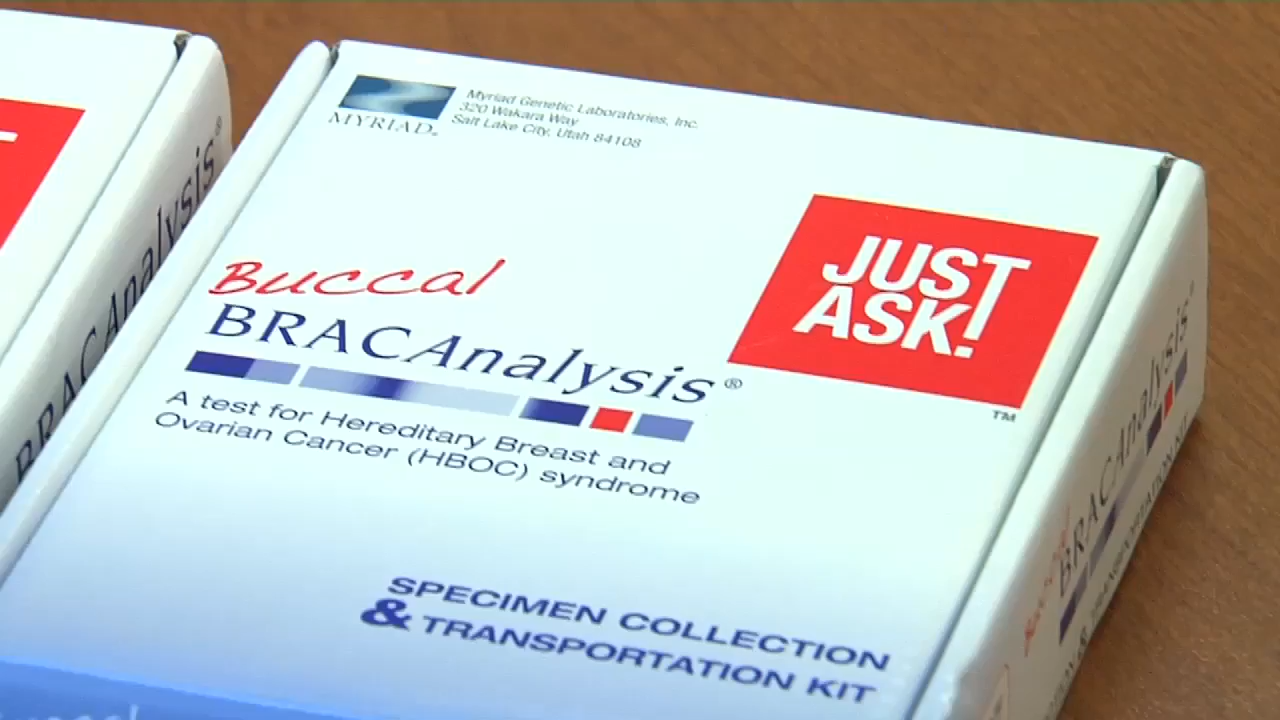 MYRIAD®
Myriad Genetic Laboratories, Inc.
320 Wakara Way
Salt Lake City, Utah 84108
JUST
ASK!
TM
Buccal
BRACAnalysis®
A test for Hereditary Breast and
Ovarian Cancer (HBOC) syndrome
SPECIMEN COLLECTION
& TRANSPORTATION KIT
BRACAnalysis®
BRACAnalysis®